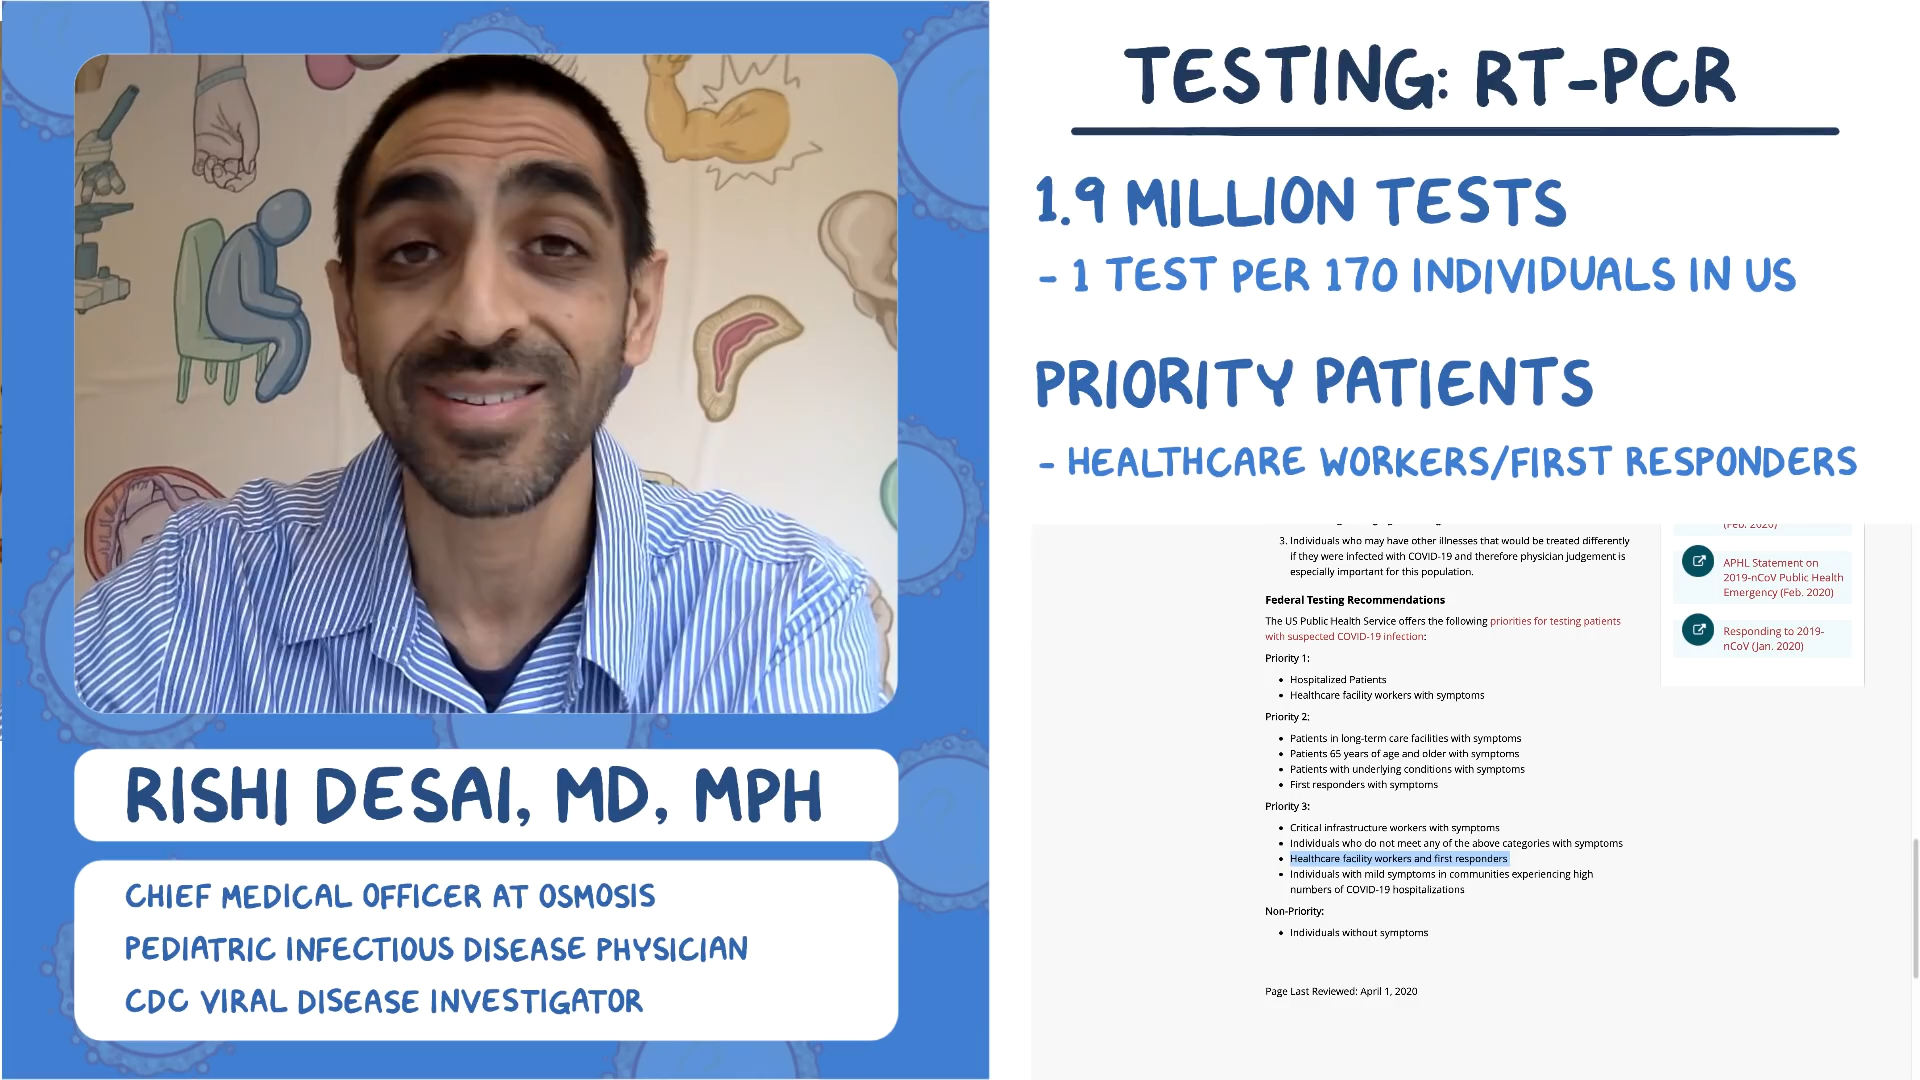 TESTING: RT-PCR
1.9 MILLION TESTS
- 1 TEST PER 170 INDIVIDUALS IN US
PRIORITY PATIENTS
- HEALTHCARE WORKERS/FIRST RESPONDERS
3. Individuals who may have other illnesses that would be treated differently
if they were infected with COVID-19 and therefore physician judgement is
especially important for this population.
Federal Testing Recommendations
The US Public Health Service offers the following priorities for testing patients
with suspected COVID-19 infection:
Priority 1:
• Hospitalized Patients
• Healthcare facility workers with symptoms
Priority 2:
• Patients in long-term care facilities with symptoms
• Patients 65 years of age and older with symptoms
• Patients with underlying conditions with symptoms
• First responders with symptoms
Priority 3:
• Critical infrastructure workers with symptoms
• Individuals who do not meet any of the above categories with symptoms
• Healthcare facility workers and first responders
• Individuals with mild symptoms in communities experiencing high
numbers of COVID-19 hospitalizations
Non-Priority:
• Individuals without symptoms
Page Last Reviewed: April 1, 2020
(Feb. 2020)
APHL Statement on
2019-nCoV Public Health
Emergency (Feb. 2020)
Responding to 2019-
nCoV (Jan. 2020)
RISHI DESAI, MD, MPH
CHIEF MEDICAL OFFICER AT OSMOSIS
PEDIATRIC INFECTIOUS DISEASE PHYSICIAN
CDC VIRAL DISEASE INVESTIGATOR